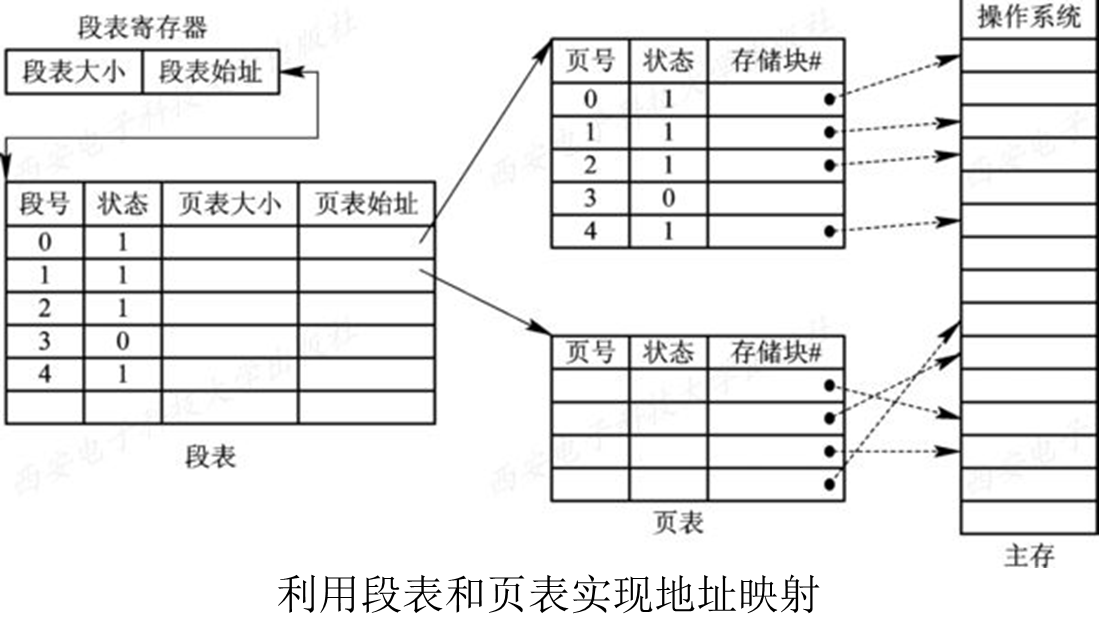 段表寄存器
段表大小 段表始址
段号 状态 页表大小 页表始址
0 1
1 1
2 1
3 0
4 1
段表
页号 状态 存储块#
0 1
1 1
2 1
3 0
4 1
页号 状态 存储块#
页表
操作系统
主存
利用段表和页表实现地址映射